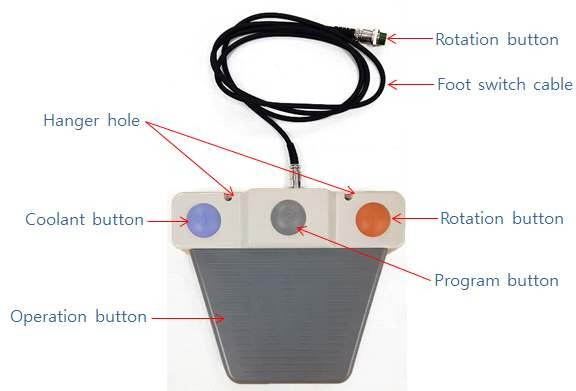 Rotation button
Foot switch cable
Hanger hole
Coolant button
Rotation button
Program button
Operation button